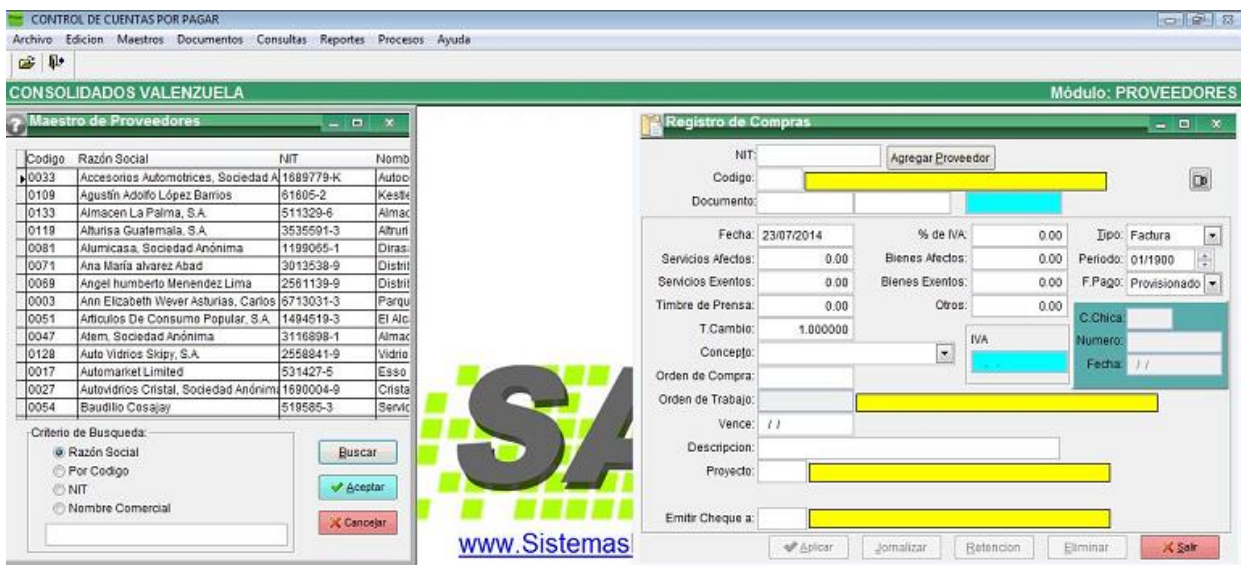 CONTROL DE CUENTAS POR PAGAR
Archivo Edicion Maestros Documentos Consultas Reportes Procesos Ayuda
CONSOLIDADOS VALENZUELA Módulo: PROVEEDORES
Maestro de Proveedores
Codigo Razón Social NIT Nomb
0033 Accesorios Automotrices, Sociedad A 1689779-K Autoc
0109 Agustín Adolfo López Barrios 61605-2 Kestle
0133 Almacen La Palma, S.A. 511329-6 Almac
0119 Alturisa Guatemala, S.A. 3535591-3 Altruri
0081 Alumicasa, Sociedad Anónima 1199065-1 Diras
0071 Ana María alvarez Abad 3013538-9 Distri
0069 Angel humberto Menendez Lima 2561139-9 Distri
0003 Ann Elizabeth Wever Asturias, Carlos 6713031-3 Parqu
0051 Articulos De Consumo Popular, S.A. 1494519-3 El Alc
0047 Atem, Sociedad Anónima 3116898-1 Almac
0128 Auto Vidrios Skipy, S.A. 2558841-9 Vidrio
0017 Automarket Limited 531427-5 Esso
0027 Autovidrios Cristal, Sociedad Anónima 1690004-9 Crista
0054 Baudilio Cosajay 519585-3 Servic
Criterio de Busqueda:
Razón Social
Por Codigo
NIT
Nombre Comercial
Buscar
Aceptar
Cancelar
SA
www.Sistemas
Registro de Compras
NIT: Agregar Proveedor
Codigo:
Documento:
Fecha: 23/07/2014 % de IVA: 0.00 Tipo: Factura
Servicios Afectos: 0.00 Bienes Afectos: 0.00 Periodo: 01/1900
Servicios Exentos: 0.00 Bienes Exentos: 0.00 F.Pago: Provisionado
Timbre de Prensa: 0.00 Otros: 0.00
T.Cambio: 1.000000
C.Chica:
Numero:
Fecha: / /
IVA
Concepto:
Orden de Compra:
Orden de Trabajo:
Vence: / /
Descripcion:
Proyecto:
Emitir Cheque a:
Aplicar Jornalizar Retencion Eliminar Salir